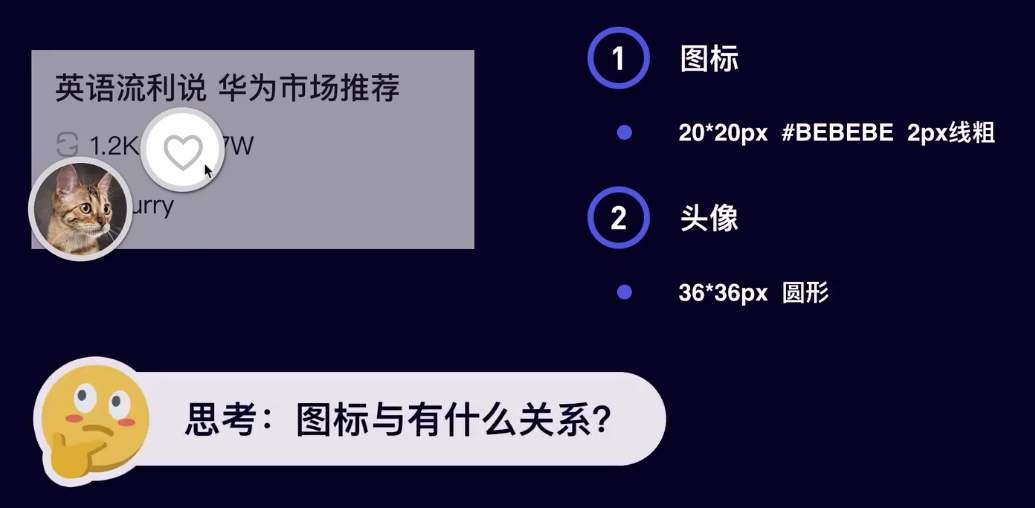 英语流利说 华为市场推荐
1.2K 7W
urry
1 图标
20*20px #BEBEBE 2px线粗
2 头像
36*36px 圆形
思考：图标与有什么关系？